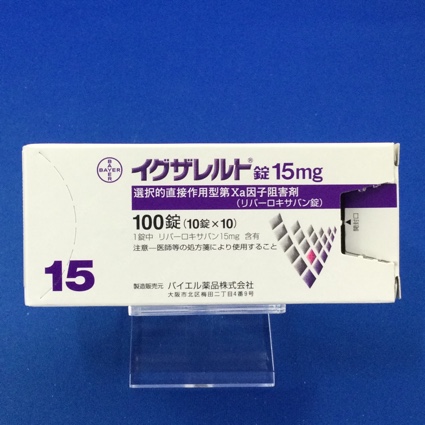 BAYER
BAYER
イグザレルト®錠15mg
選択的直接作用型第Xa因子阻害剤
(リバーロキサバン錠)
100錠(10錠×10)
1錠中 リバーロキサバン15mg 含有
注意―医師等の処方箋により使用すること
開封口
15
製造販売元 バイエル薬品株式会社
大阪市北区梅田二丁目4番9号